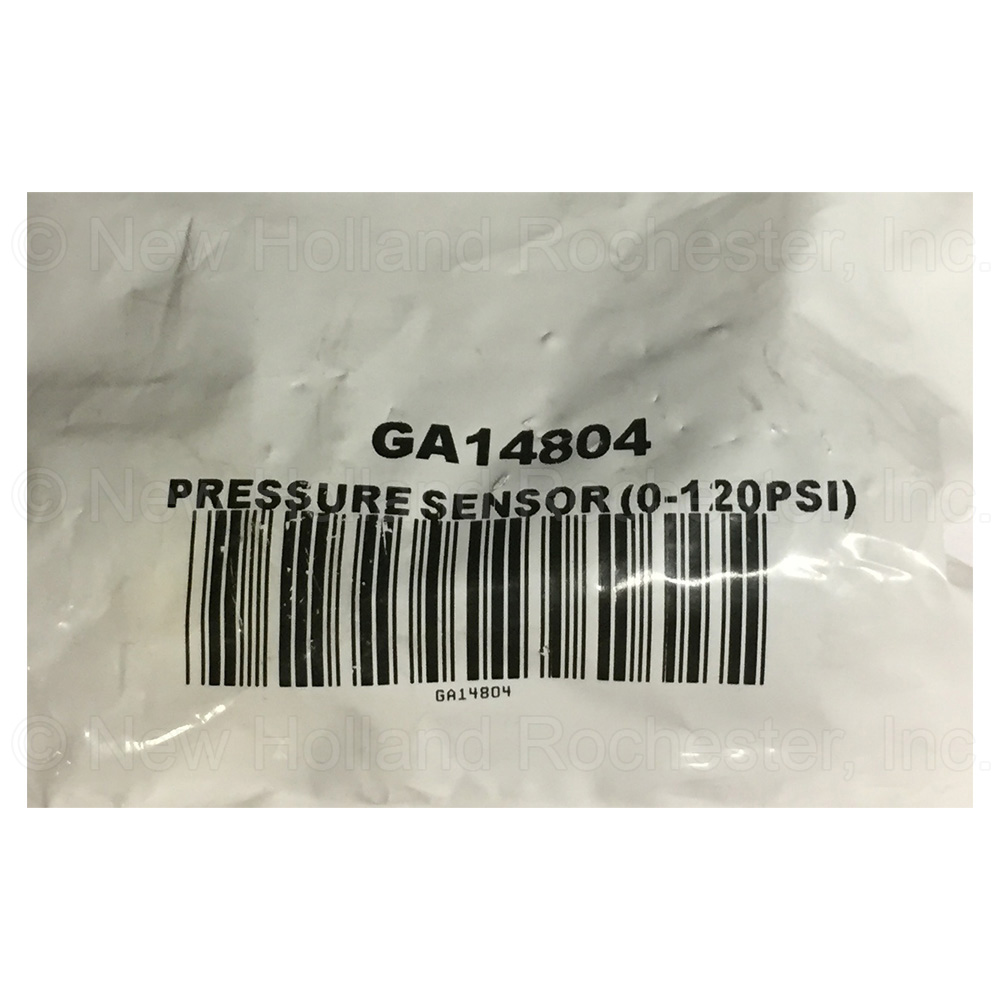 © New Holland Rochester, Inc.
GA14804
PRESSURE SENSOR (0-120PSI)
© New Holland Rochester, Inc.
GA14804
© New Holland Rochester, Inc.